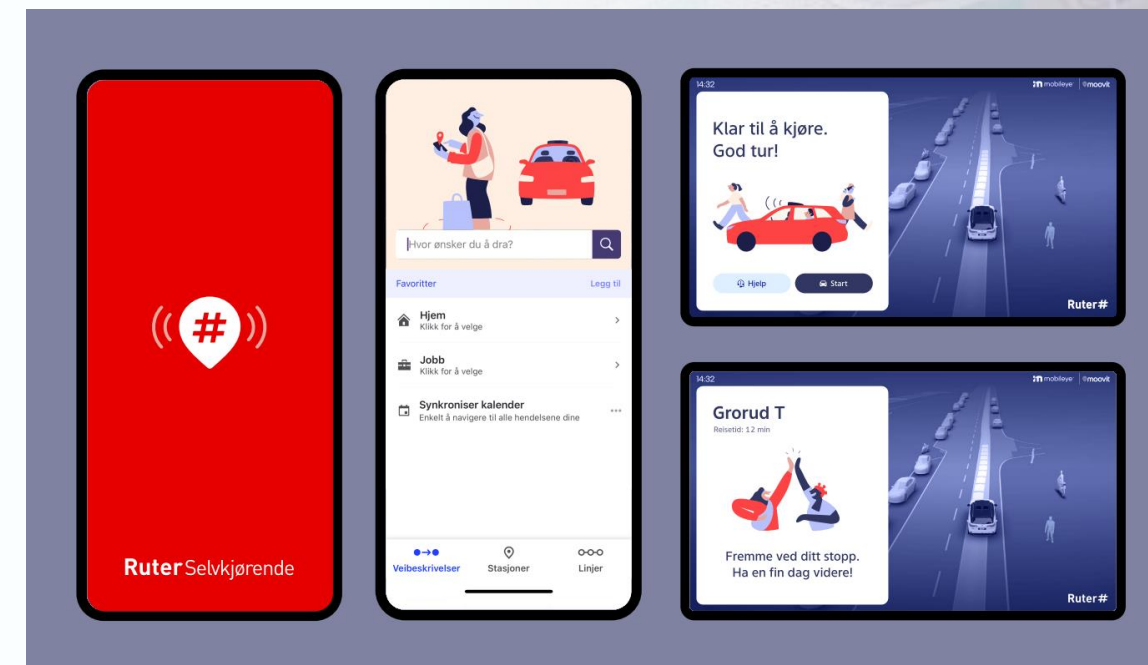 #
Ruter Selvkjørende
Hvor ønsker du å dra?
Favoritter
Legg til
Hjem
Klikk for å velge
Jobb
Klikk for å velge
Synkroniser kalender
Enkelt å navigere til alle hendelsene dine
Veibeskrivelser
Stasjoner
Linjer
14:32
mobileye
moovit
Klar til å kjøre.
God tur!
Hjelp
Start
Ruter#
14:32
mobileye
moovit
Grorud T
Reisetid: 12 min
Fremme ved ditt stopp.
Ha en fin dag videre!
Ruter#